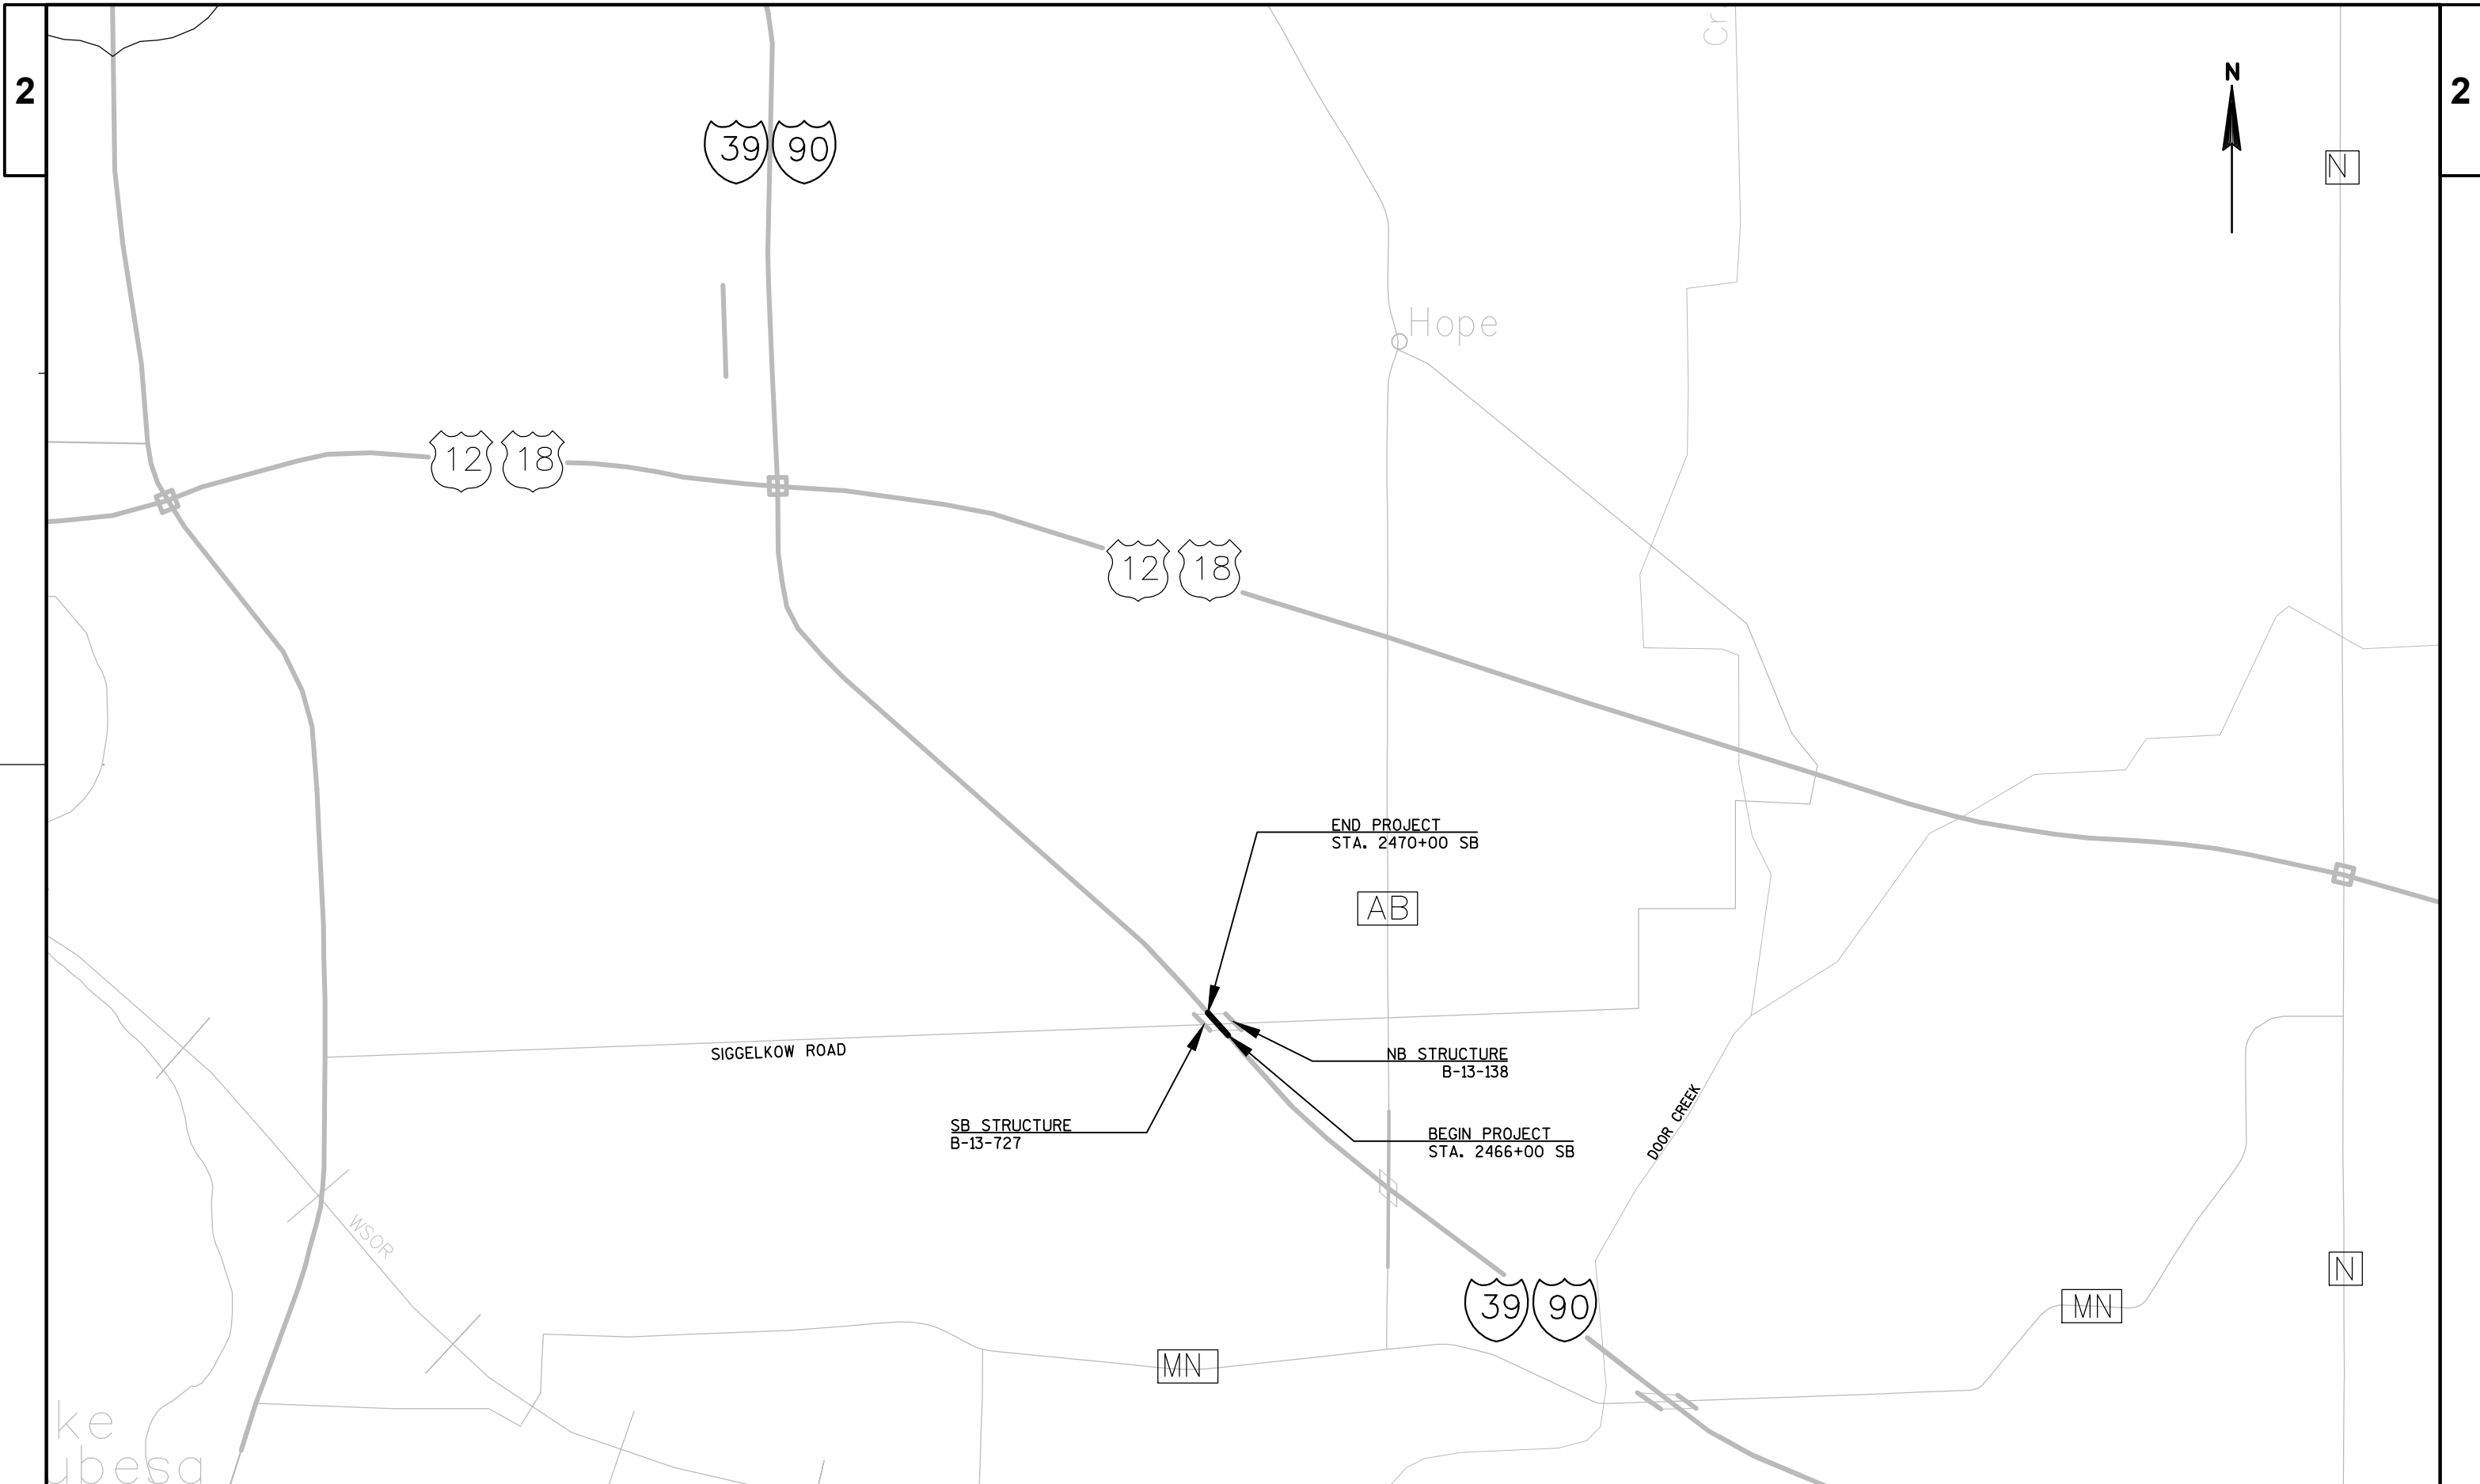 2
2
N
N
39 90
Hope
12 18
12 18
END PROJECT
STA. 2470+00 SB
AB
SIGGELKOW ROAD
NB STRUCTURE
B-13-138
SB STRUCTURE
B-13-727
BEGIN PROJECT
STA. 2466+00 SB
DOOR CREEK
WSOR
N
39 90
MN
MN
ke